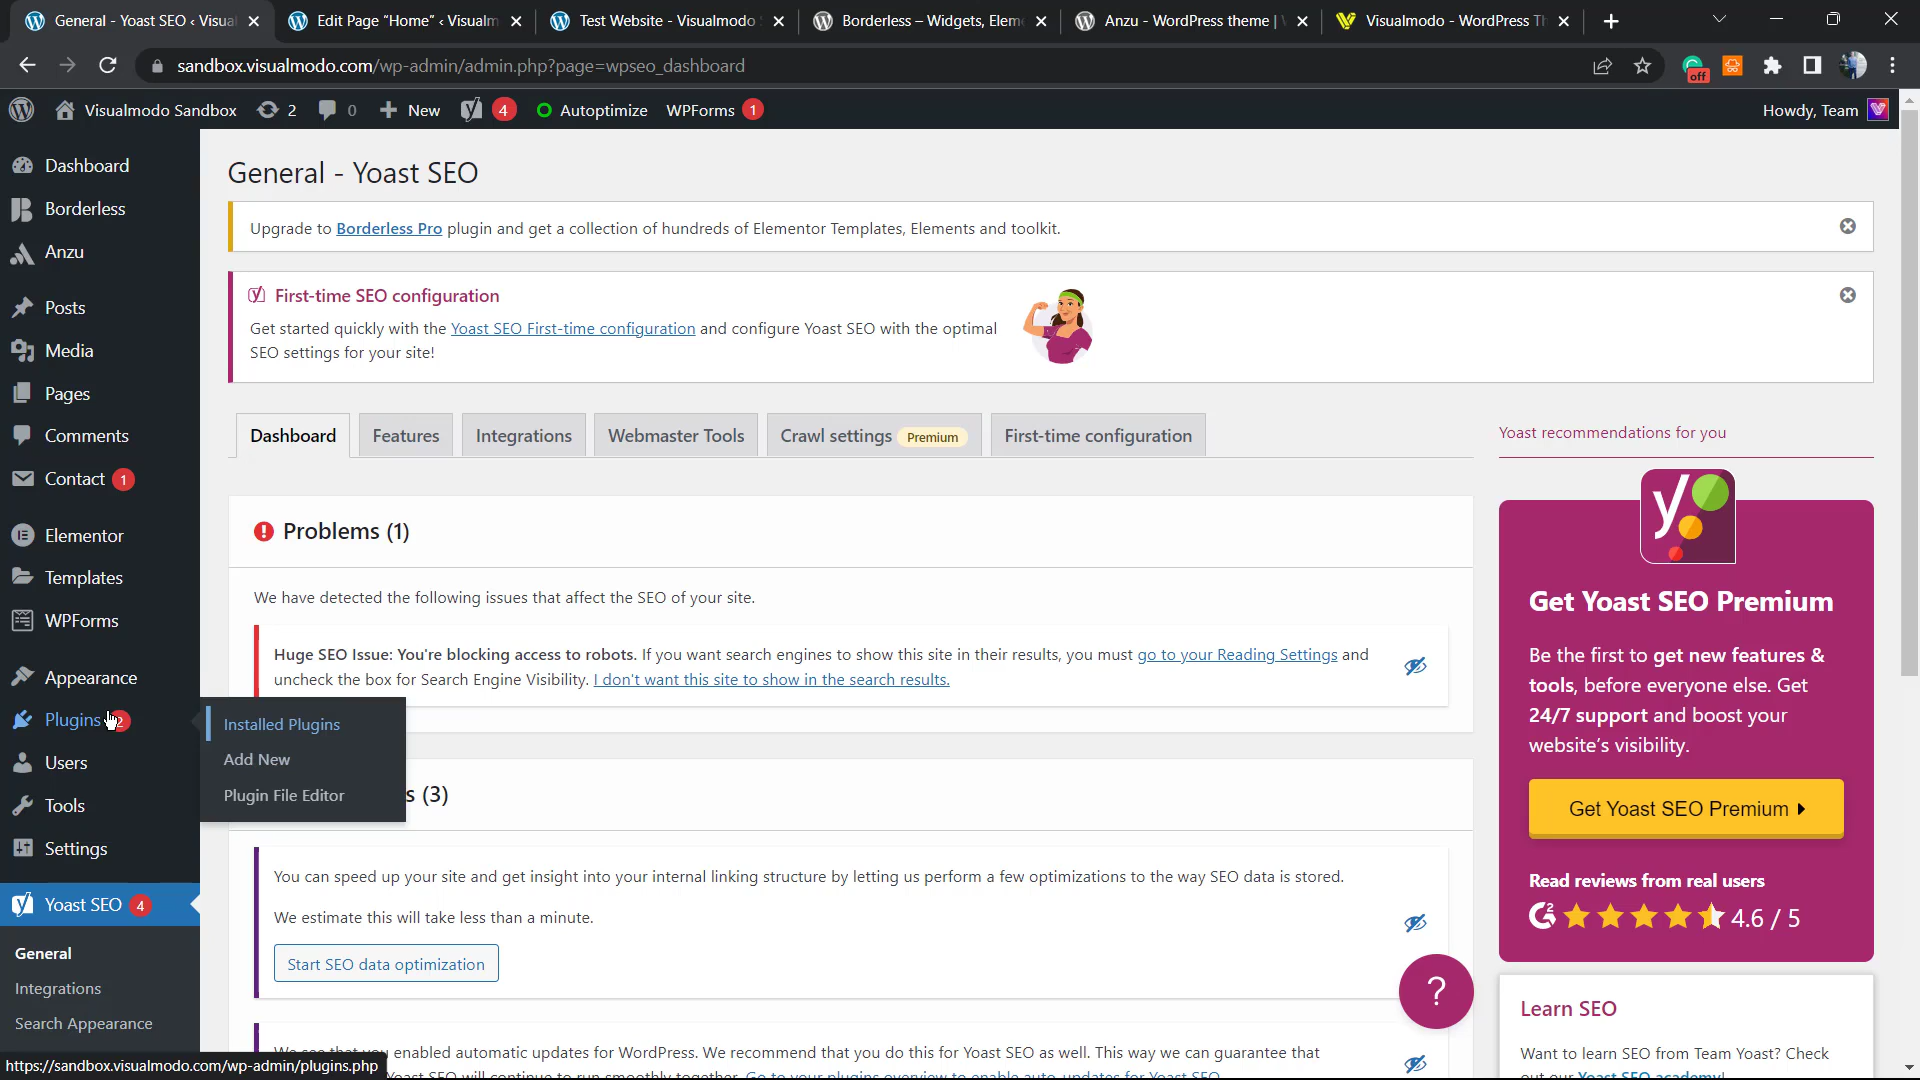 General - Yoast SEO ‹ Visual
Edit Page "Home" ‹ Visualm
Test Website - Visualmodo
Borderless – Widgets, Elem
Anzu - WordPress theme |
Visualmodo - WordPress Th
sandbox.visualmodo.com/wp-admin/admin.php?page=wpseo_dashboard
off
Visualmodo Sandbox
2
0
New
4
Autoptimize
WPForms 1
Howdy, Team
Dashboard
Borderless
Anzu
Posts
Media
Pages
Comments
Contact 1
Elementor
Templates
WPForms
Appearance
Plugins 2
Users
Tools
Settings
Yoast SEO 4
General
Integrations
Search Appearance
Installed Plugins
Add New
Plugin File Editor
General - Yoast SEO
Upgrade to Borderless Pro plugin and get a collection of hundreds of Elementor Templates, Elements and toolkit.
First-time SEO configuration
Get started quickly with the Yoast SEO First-time configuration and configure Yoast SEO with the optimal
SEO settings for your site!
Dashboard
Features
Integrations
Webmaster Tools
Crawl settings Premium
First-time configuration
Problems (1)
We have detected the following issues that affect the SEO of your site.
Huge SEO Issue: You're blocking access to robots. If you want search engines to show this site in their results, you must go to your Reading Settings and
uncheck the box for Search Engine Visibility. I don't want this site to show in the search results.
s (3)
You can speed up your site and get insight into your internal linking structure by letting us perform a few optimizations to the way SEO data is stored.
We estimate this will take less than a minute.
Start SEO data optimization
enabled automatic updates for WordPress. We recommend that you do this for Yoast SEO as well. This way we can guarantee that
Yoast SEO will continue to run smoothly together. Go to your plugins overview to enable auto-updates for Yoast SEO
Yoast recommendations for you
Get Yoast SEO Premium
Be the first to get new features &
tools, before everyone else. Get
24/7 support and boost your
website's visibility.
Get Yoast SEO Premium
Read reviews from real users
4.6 / 5
?
Learn SEO
Want to learn SEO from Team Yoast? Check
out our Yoast SEO academy!
https://sandbox.visualmodo.com/wp-admin/plugins.php